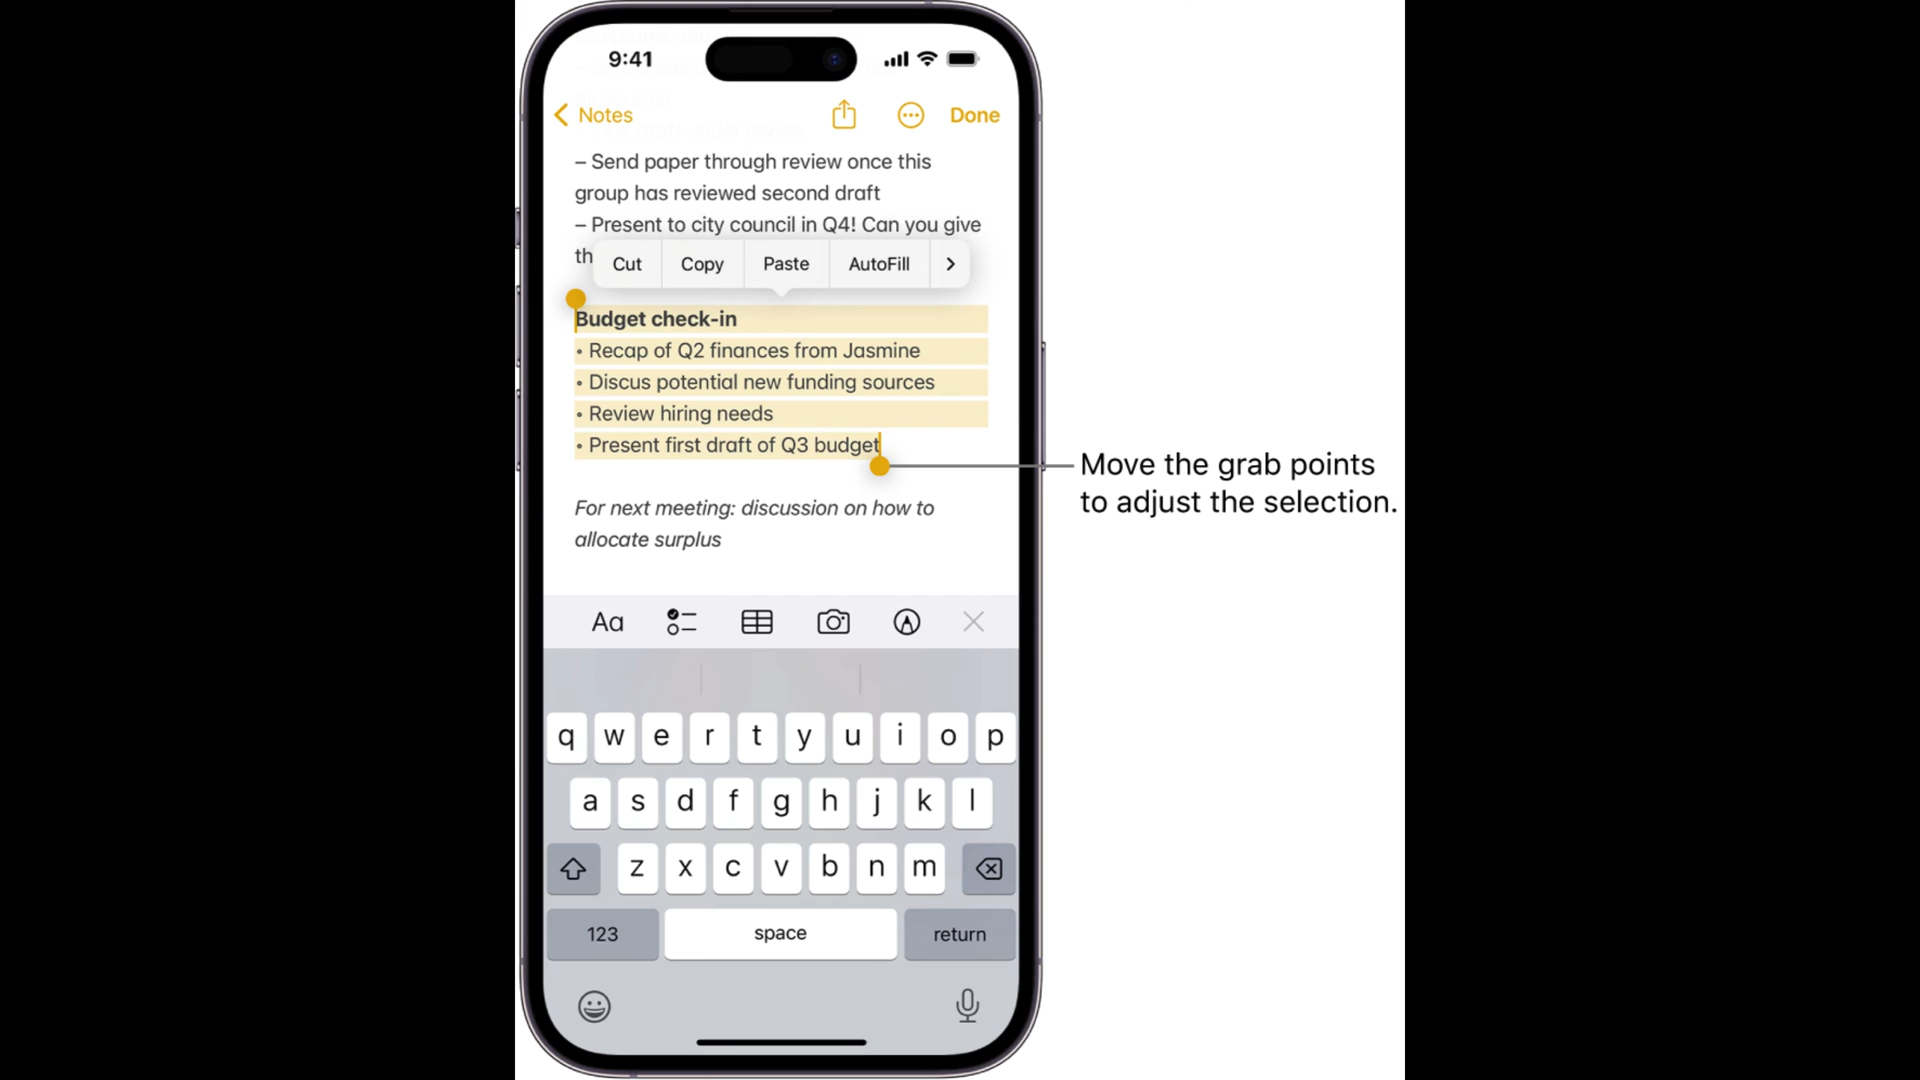 9:41
Notes
Done
– Send paper through review once this
group has reviewed second draft
– Present to city council in Q4! Can you give
th
Cut Copy Paste AutoFill
Budget check-in
• Recap of Q2 finances from Jasmine
• Discus potential new funding sources
• Review hiring needs
• Present first draft of Q3 budget
Move the grab points
to adjust the selection.
For next meeting: discussion on how to
allocate surplus
Aa
q w e r t y u i o p
a s d f g h j k l
z x c v b n m
123 space return